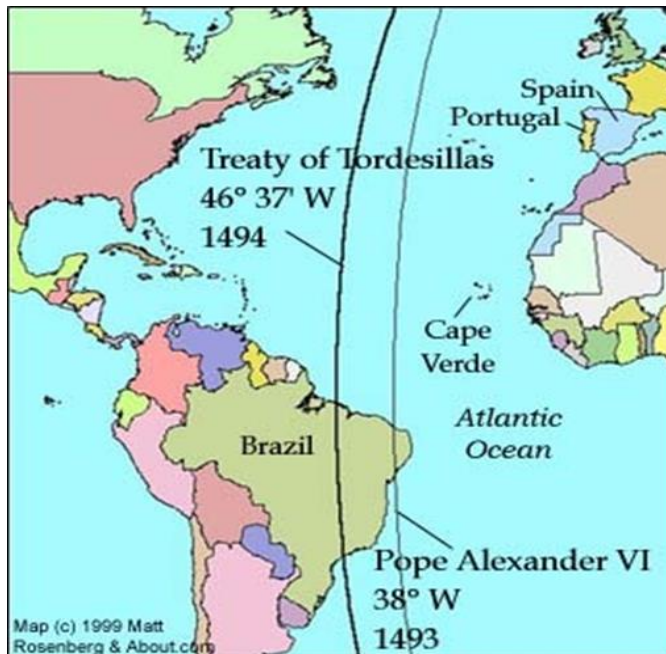 Spain
Portugal
Treaty of Tordesillas
46° 37' W
1494
Cape
Verde
Atlantic
Ocean
Brazil
Pope Alexander VI
38° W
1493
Map (c) 1999 Matt
Rosenberg & About.com